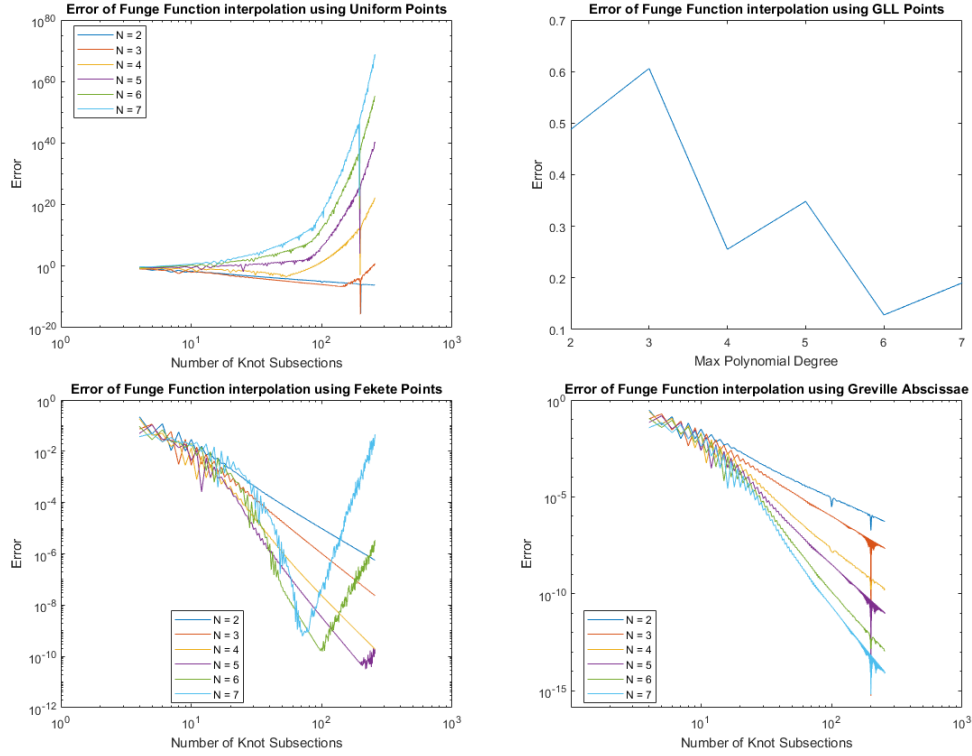 Error of Funge Function interpolation using Uniform Points
10^80
10^60
10^40
10^20
10^0
10^-20
Error
N = 2
N = 3
N = 4
N = 5
N = 6
N = 7
10^0
10^1
10^2
10^3
Number of Knot Subsections
Error of Funge Function interpolation using GLL Points
0.7
0.6
0.5
0.4
0.3
0.2
0.1
Error
2
3
4
5
6
7
Max Polynomial Degree
Error of Funge Function interpolation using Fekete Points
10^0
10^-2
10^-4
10^-6
10^-8
10^-10
10^-12
Error
N = 2
N = 3
N = 4
N = 5
N = 6
N = 7
10^0
10^1
10^2
10^3
Number of Knot Subsections
Error of Funge Function interpolation using Greville Abscissae
10^0
10^-5
10^-10
10^-15
Error
N = 2
N = 3
N = 4
N = 5
N = 6
N = 7
10^1
10^2
10^3
Number of Knot Subsections